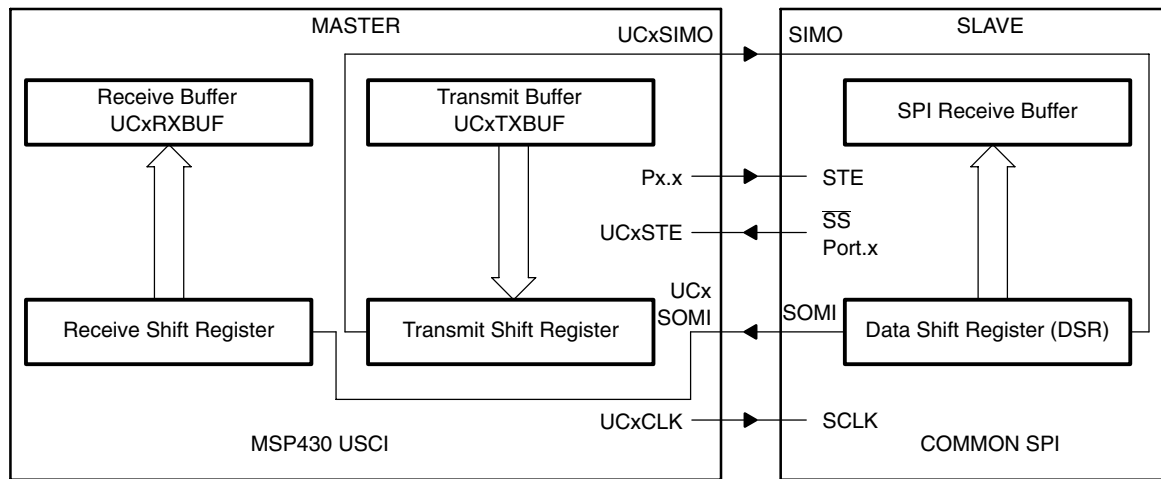 MASTER
UCxSIMO
SIMO
SLAVE
Receive Buffer
UCxRXBUF
Transmit Buffer
UCxTXBUF
SPI Receive Buffer
Px.x
STE
UCxSTE
SS
Port.x
UCx
SOMI
SOMI
Receive Shift Register
Transmit Shift Register
Data Shift Register (DSR)
UCxCLK
SCLK
MSP430 USCI
COMMON SPI